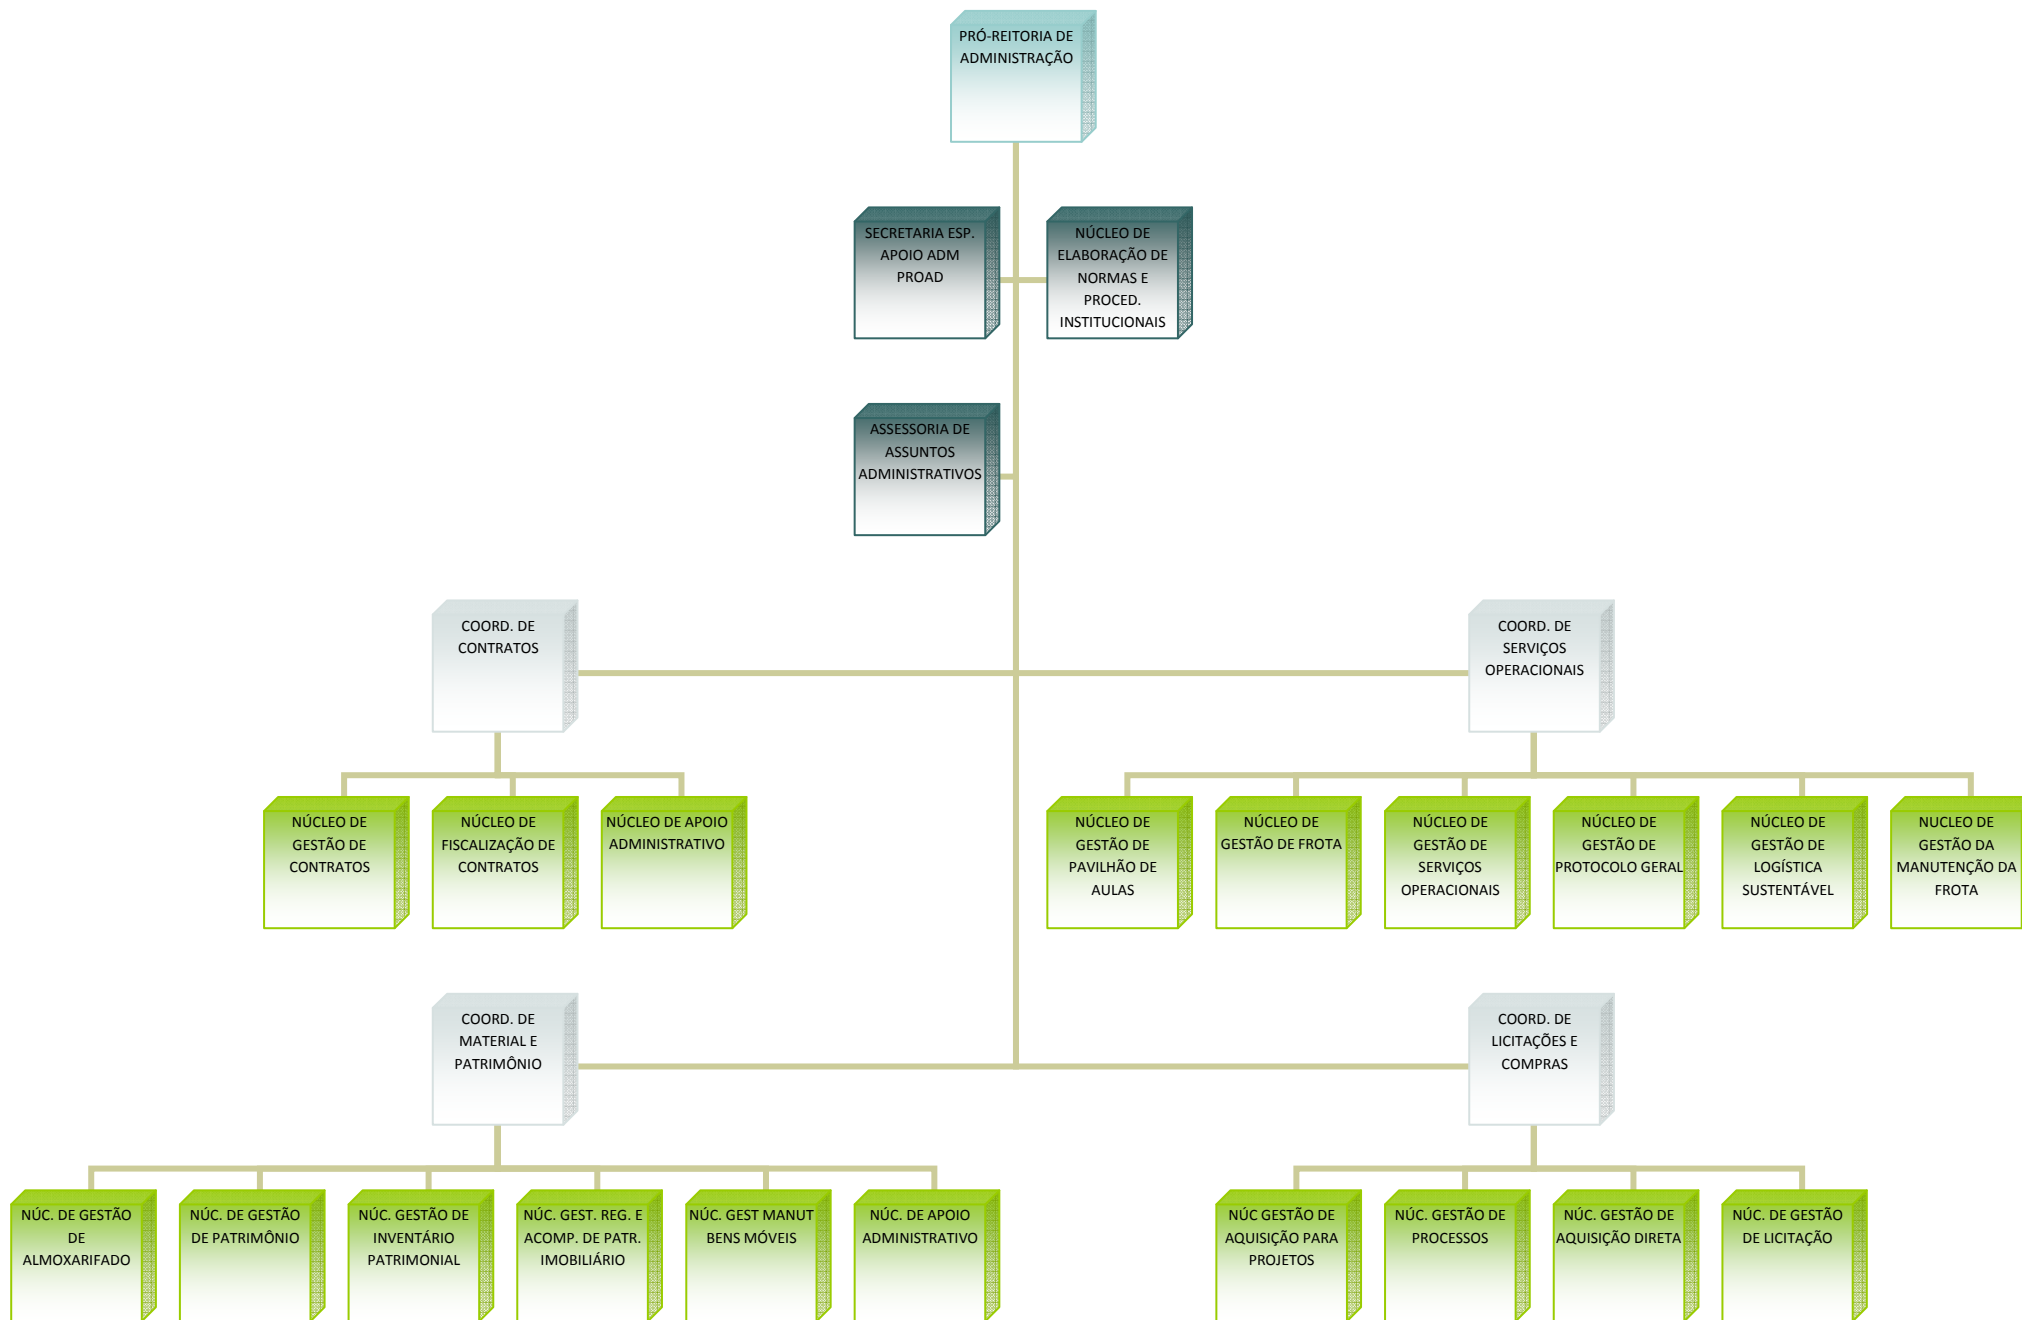 PRÓ-REITORIA DE
ADMINISTRAÇÃO
SECRETARIA ESP.
APOIO ADM
PROAD
NÚCLEO DE
ELABORAÇÃO DE
NORMAS E
PROCED.
INSTITUCIONAIS
ASSESSORIA DE
ASSUNTOS
ADMINISTRATIVOS
COORD. DE
CONTRATOS
COORD. DE
SERVIÇOS
OPERACIONAIS
NÚCLEO DE
GESTÃO DE
CONTRATOS
NÚCLEO DE
FISCALIZAÇÃO DE
CONTRATOS
NÚCLEO DE APOIO
ADMINISTRATIVO
NÚCLEO DE
GESTÃO DE
PAVILHÃO DE
AULAS
NÚCLEO DE
GESTÃO DE FROTA
NÚCLEO DE
GESTÃO DE
SERVIÇOS
OPERACIONAIS
NÚCLEO DE
GESTÃO DE
PROTOCOLO GERAL
NÚCLEO DE
GESTÃO DE
LOGÍSTICA
SUSTENTÁVEL
NUCLEO DE
GESTÃO DA
MANUTENÇÃO DA
FROTA
COORD. DE
MATERIAL E
PATRIMÔNIO
COORD. DE
LICITAÇÕES E
COMPRAS
NÚC. DE GESTÃO
DE
ALMOXARIFADO
NÚC. DE GESTÃO
DE PATRIMÔNIO
NÚC. GESTÃO DE
INVENTÁRIO
PATRIMONIAL
NÚC. GEST. REG. E
ACOMP. DE PATR.
IMOBILIÁRIO
NÚC. GEST MANUT
BENS MÓVEIS
NÚC. DE APOIO
ADMINISTRATIVO
NÚC GESTÃO DE
AQUISIÇÃO PARA
PROJETOS
NÚC. GESTÃO DE
PROCESSOS
NÚC. GESTÃO DE
AQUISIÇÃO DIRETA
NÚC. DE GESTÃO
DE LICITAÇÃO